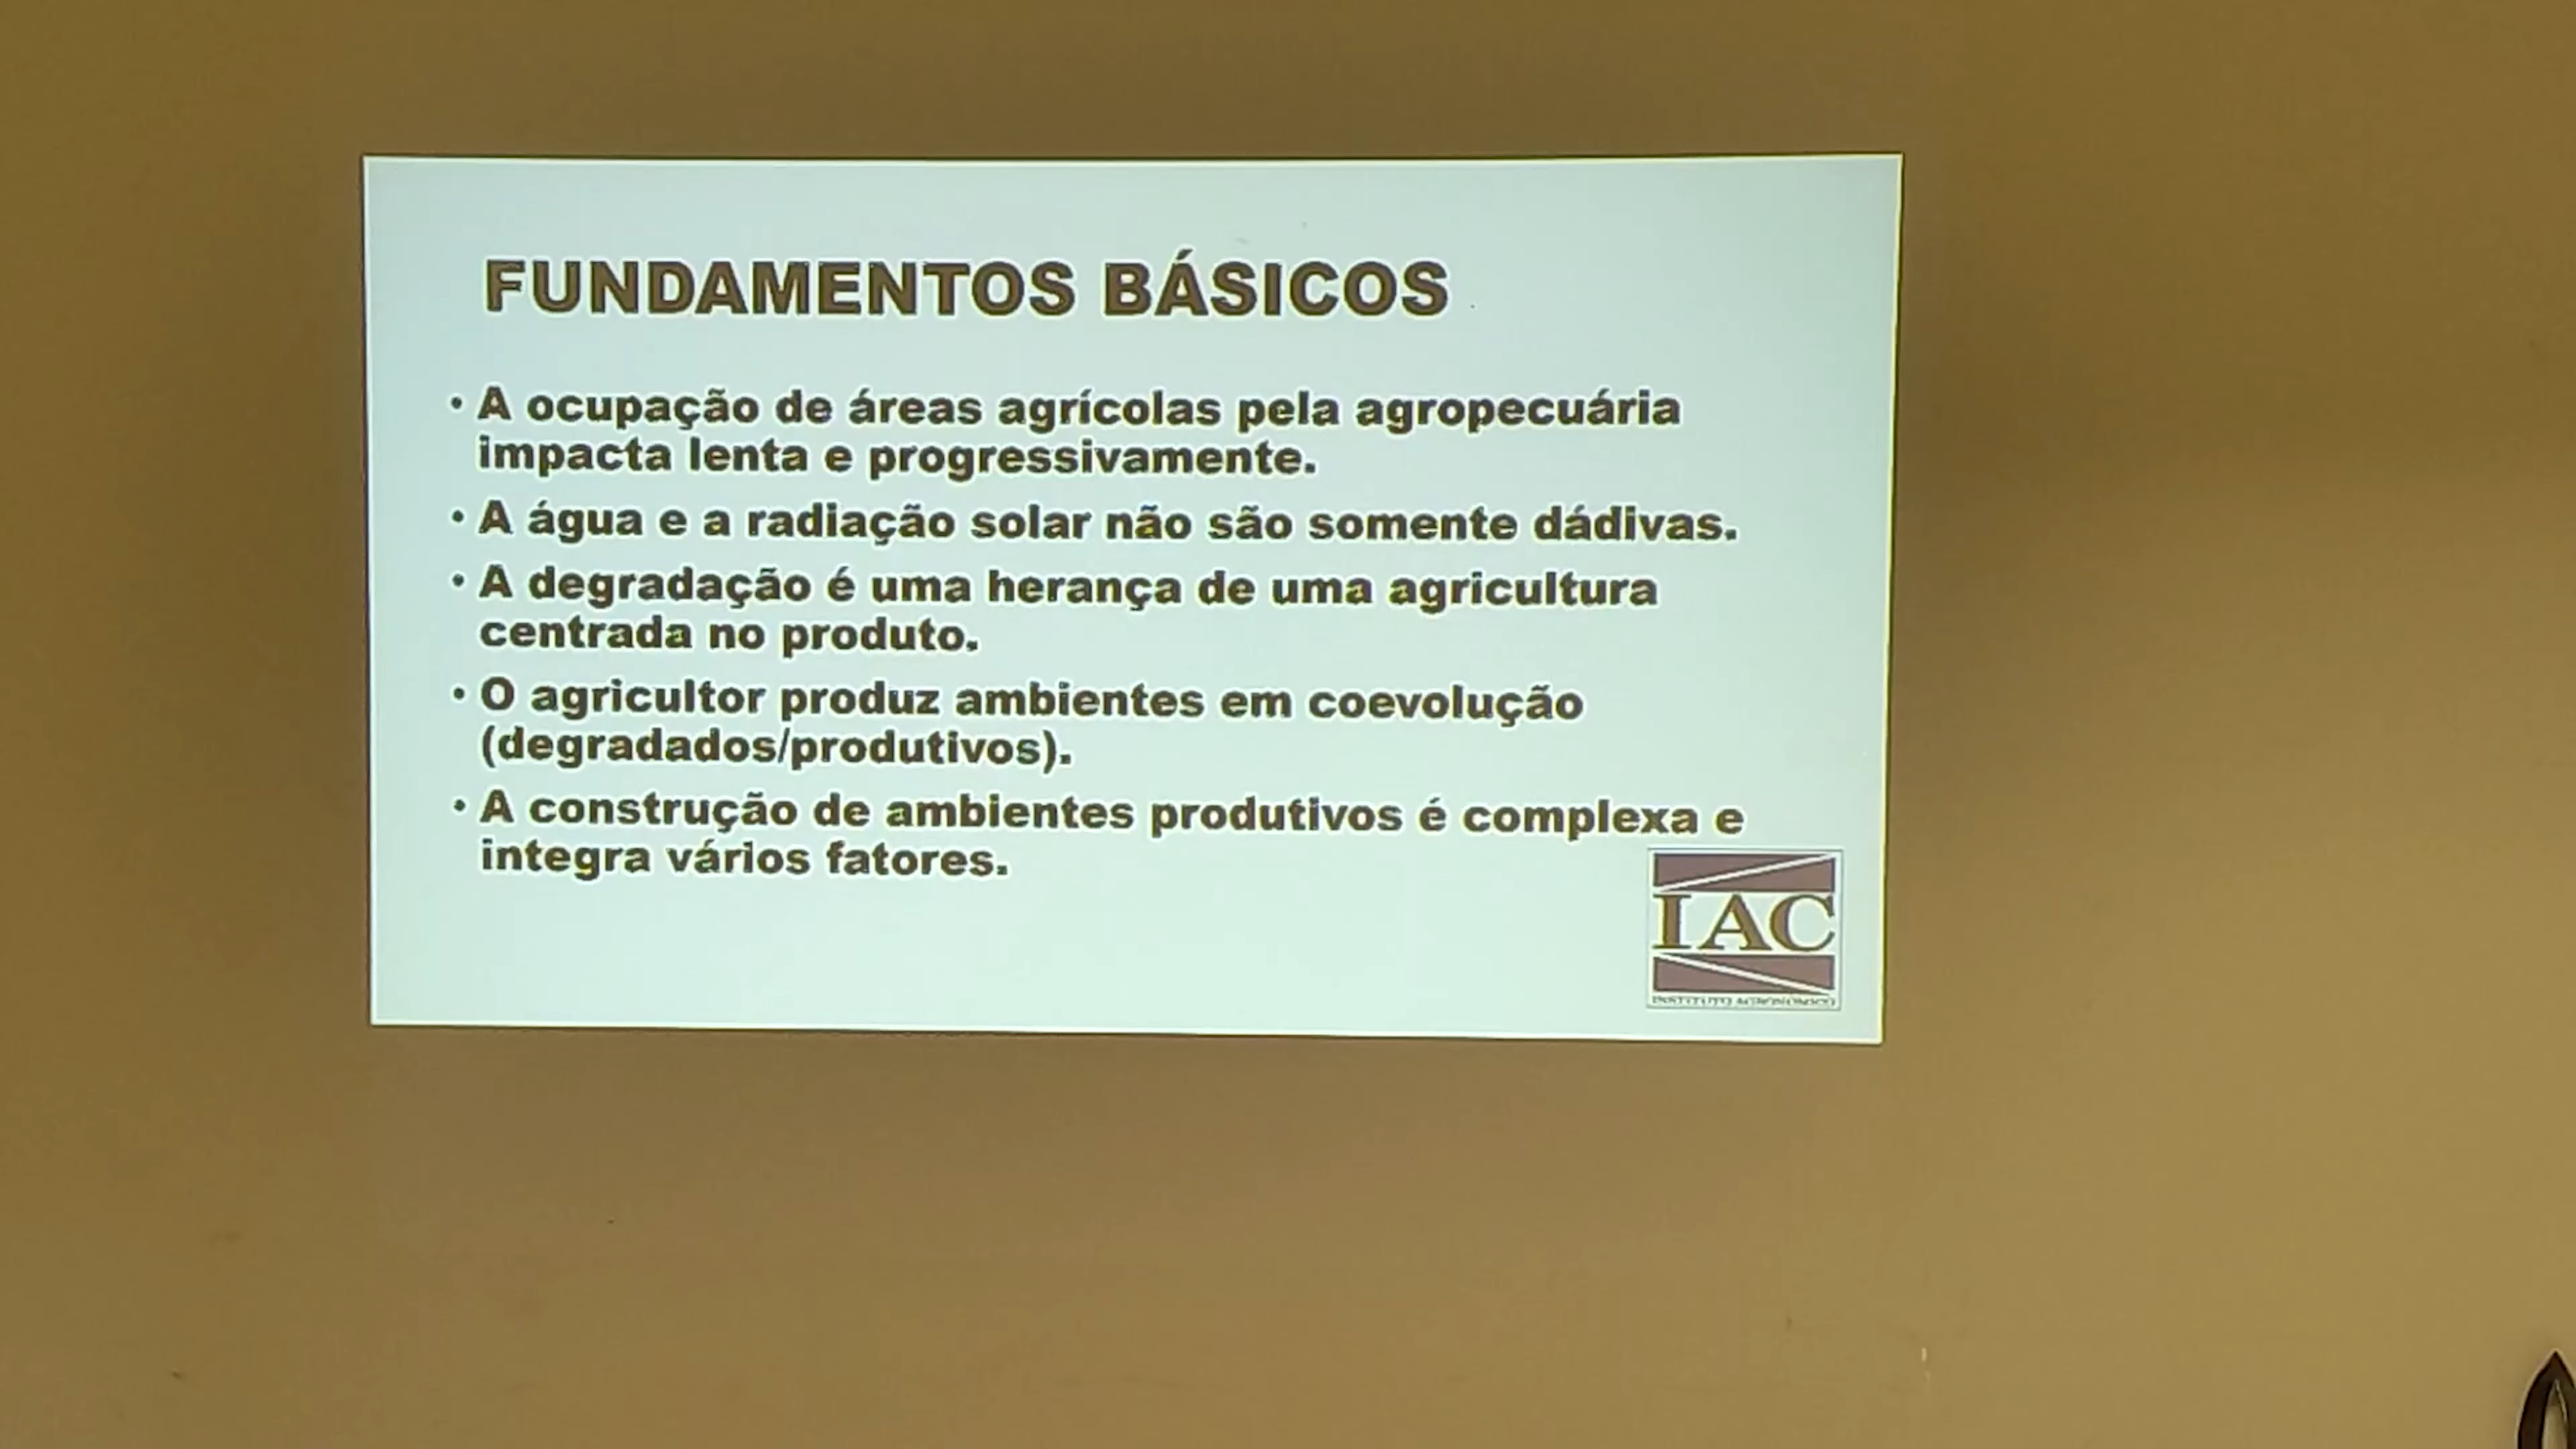 FUNDAMENTOS BÁSICOS
• A ocupação de áreas agrícolas pela agropecuária
impacta lenta e progressivamente.
• A água e a radiação solar não são somente dádivas.
• A degradação é uma herança de uma agricultura
centrada no produto.
• O agricultor produz ambientes em coevolução
(degradados/produtivos).
• A construção de ambientes produtivos é complexa e
integra vários fatores.
IAC
INSTITUTO AGRONÔMICO